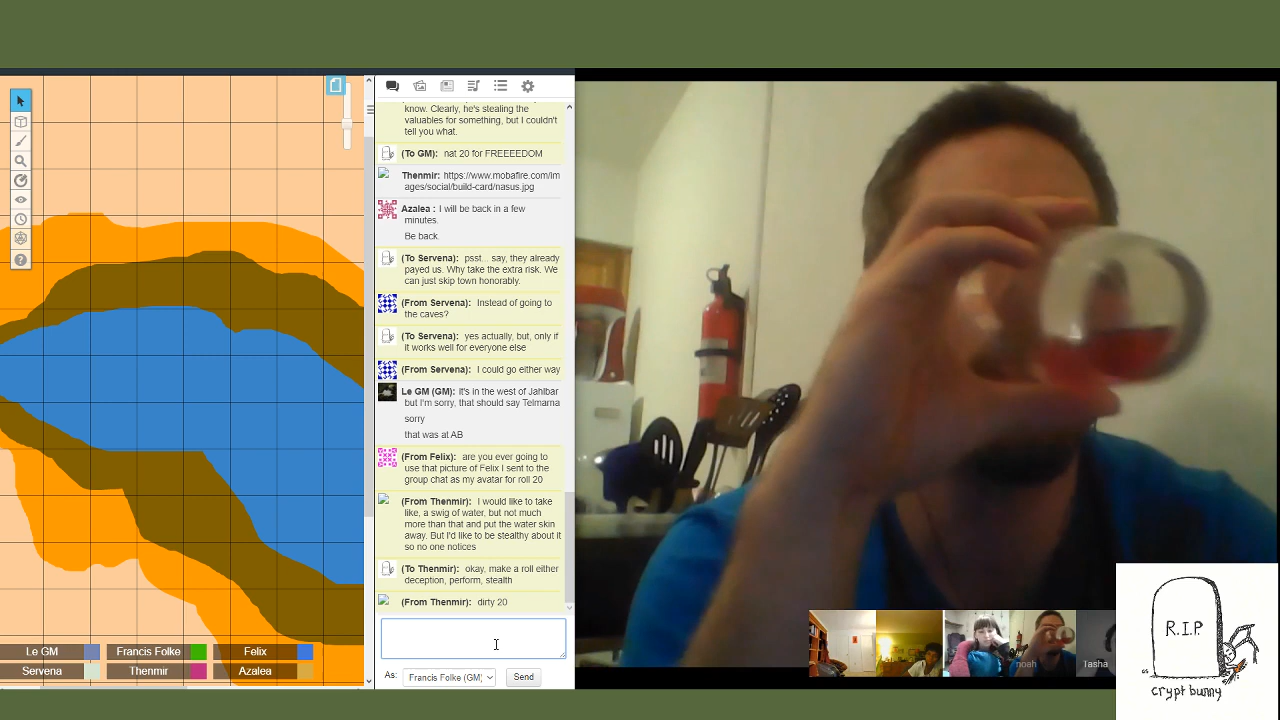 know. Clearly, he's stealing the
valuables for something, but I couldn't
tell you what.
(To GM): nat 20 for FREEEEDOM
Thenmir: https://www.mobafire.com/im
ages/social/build-card/nasus.jpg
Azalea : I will be back in a few
minutes.
Be back.
(To Servena): psst... say, they already
payed us. Why take the extra risk. We
can just skip town honorably.
(From Servena): Instead of going to
the caves?
(To Servena): yes actually, but, only if
it works well for everyone else
(From Servena): I could go either way
Le GM (GM): It's in the west of Jahlbar
but I'm sorry, that should say Telmarna
sorry
that was at AB
(From Felix): are you ever going to
use that picture of Felix I sent to the
group chat as my avatar for roll 20
(From Thenmir): I would like to take
like, a swig of water, but not much
more than that and put the water skin
away. But I'd like to be stealthy about it
so no one notices
(To Thenmir): okay, make a roll either
deception, perform, stealth
(From Thenmir): dirty 20
As: Francis Folke (GM) Send
Le GM Francis Folke Felix
Servena Thenmir Azalea
noah
Tasha
R.I.P.
crypt bunny